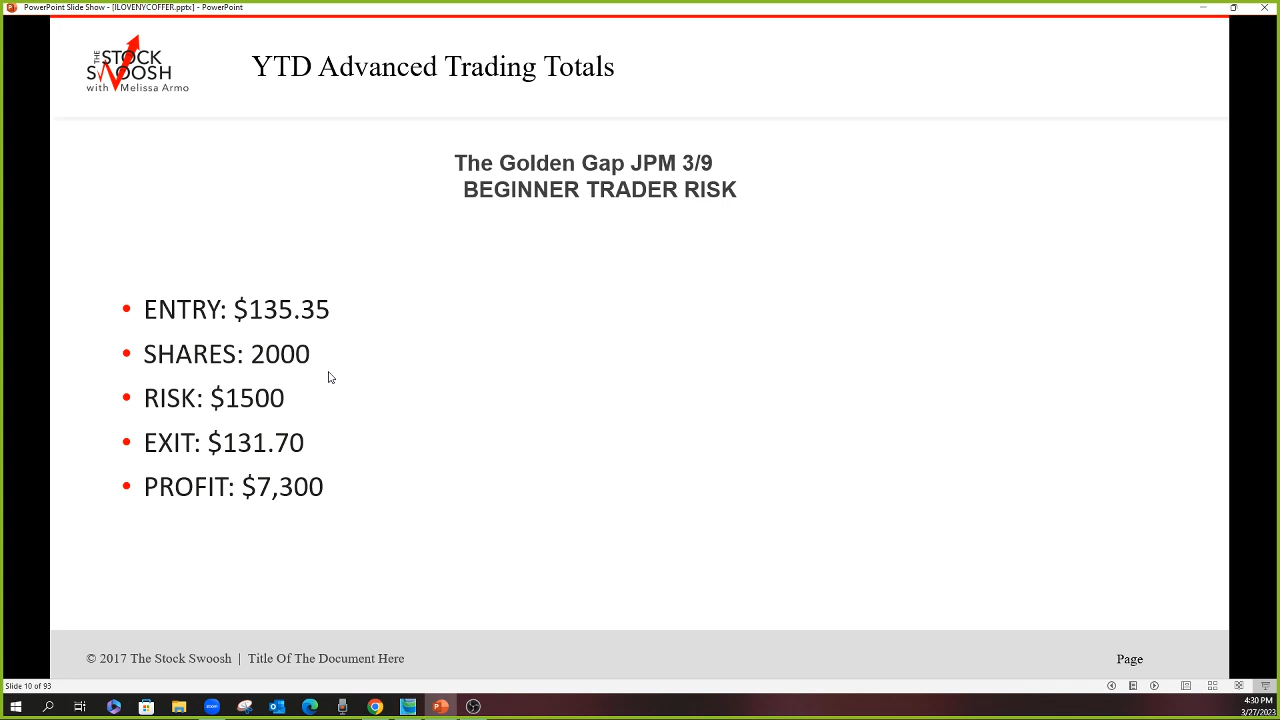 PowerPoint Slide Show - [ILOVENYCOFFER.pptx] - PowerPoint
THE
STOCK
SWOOSH
with Melissa Armo
YTD Advanced Trading Totals
The Golden Gap JPM 3/9
BEGINNER TRADER RISK
• ENTRY: $135.35
• SHARES: 2000
• RISK: $1500
• EXIT: $131.70
• PROFIT: $7,300
© 2017 The Stock Swoosh | Title Of The Document Here
Page
Slide 10 of 93
zoom
4:30 PM
3/27/2023